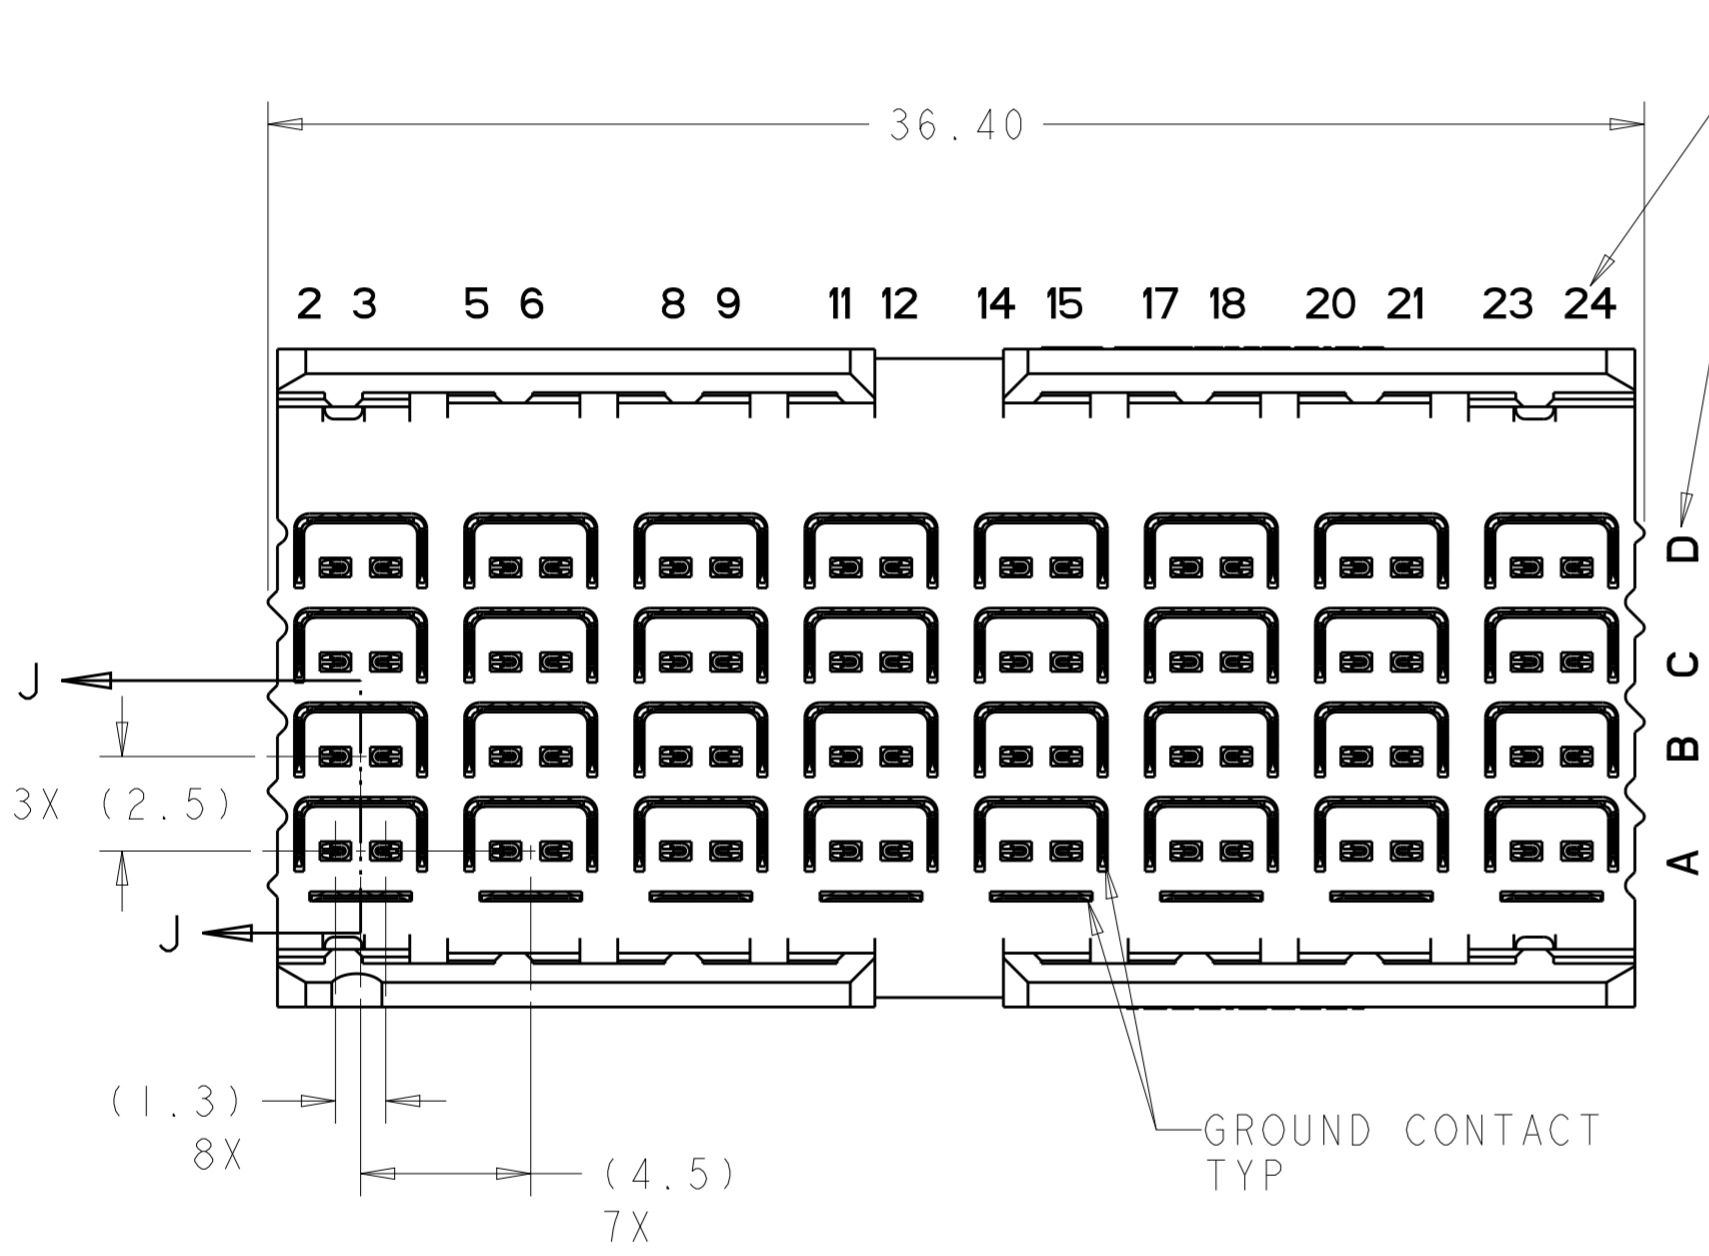 36.40
2 3 5 6 8 9 11 12 14 15 17 18 20 21 23 24
D
C
J
B
3X (2.5)
A
J
(1.3)
8X
GROUND CONTACT
TYP
(4.5)
7X